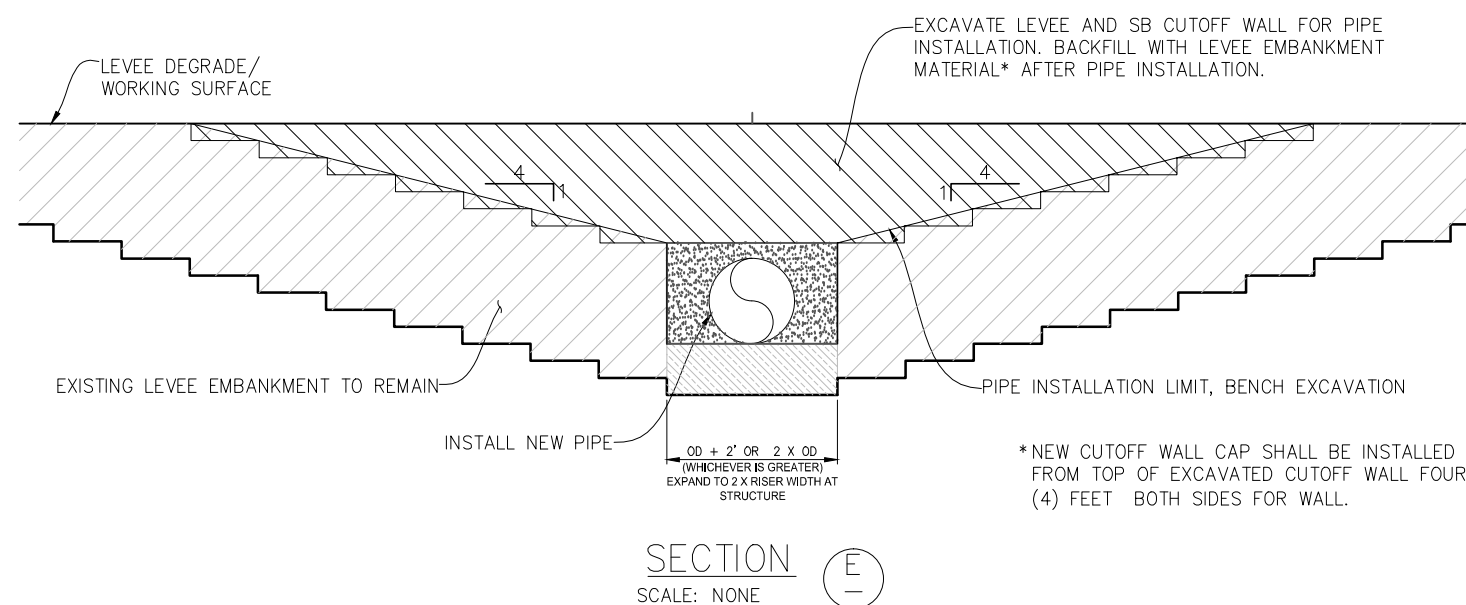 EXCAVATE LEVEE AND SB CUTOFF WALL FOR PIPE
INSTALLATION. BACKFILL WITH LEVEE EMBANKMENT
MATERIAL* AFTER PIPE INSTALLATION.
LEVEE DEGRADE/
WORKING SURFACE
4
1
4
1
EXISTING LEVEE EMBANKMENT TO REMAIN
PIPE INSTALLATION LIMIT, BENCH EXCAVATION
INSTALL NEW PIPE
OD + 2' OR 2 X OD
(WHICHEVER IS GREATER)
EXPAND TO 2 X RISER WIDTH AT
STRUCTURE
*NEW CUTOFF WALL CAP SHALL BE INSTALLED
FROM TOP OF EXCAVATED CUTOFF WALL FOUR
(4) FEET BOTH SIDES FOR WALL.
SECTION
E
–
SCALE: NONE